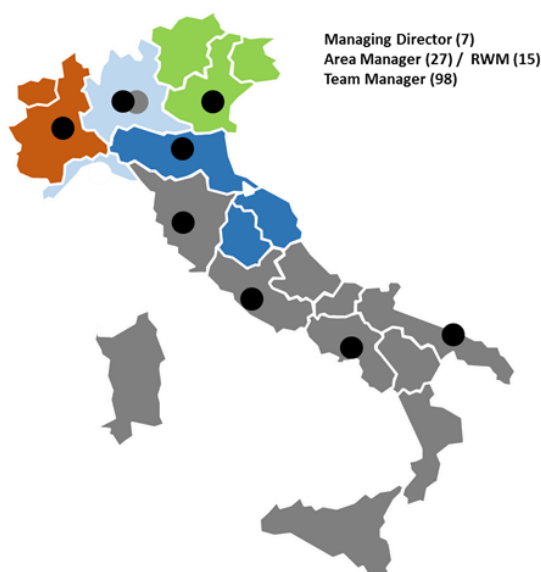 Managing Director (7)
Area Manager (27) / RWM (15)
Team Manager (98)